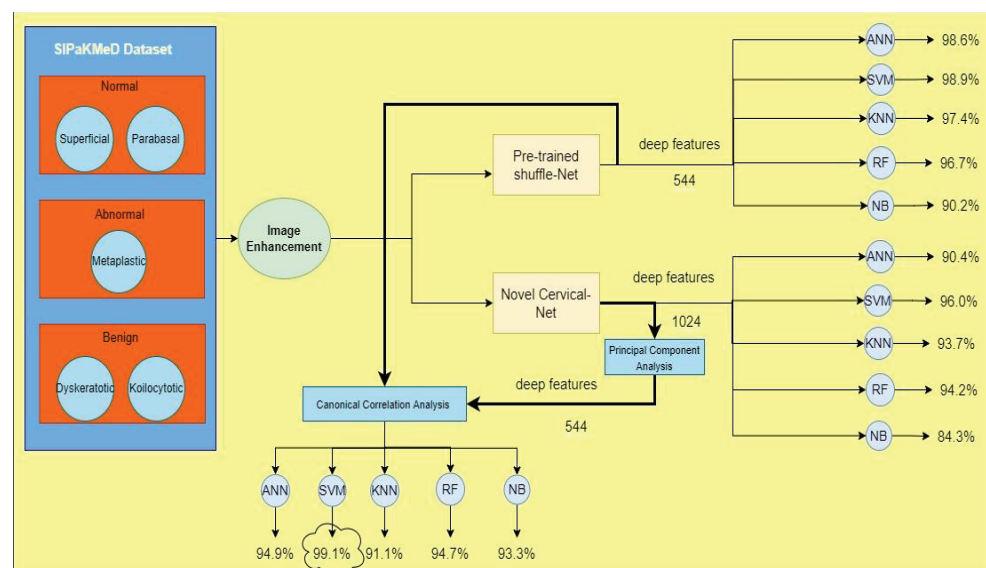 SIPaKMeD Dataset
Normal
Superficial
Parabasal
Abnormal
Metaplastic
Benign
Dyskeratotic
Koilocytotic
Image
Enhancement
Pre-trained
shuffle-Net
deep features
544
ANN
98.6%
SVM
98.9%
KNN
97.4%
RF
96.7%
NB
90.2%
Novel Cervical-
Net
deep features
1024
ANN
90.4%
SVM
96.0%
KNN
93.7%
RF
94.2%
NB
84.3%
Principal Component
Analysis
deep features
544
Canonical Correlation Analysis
ANN
SVM
KNN
RF
NB
94.9%
99.1%
91.1%
94.7%
93.3%